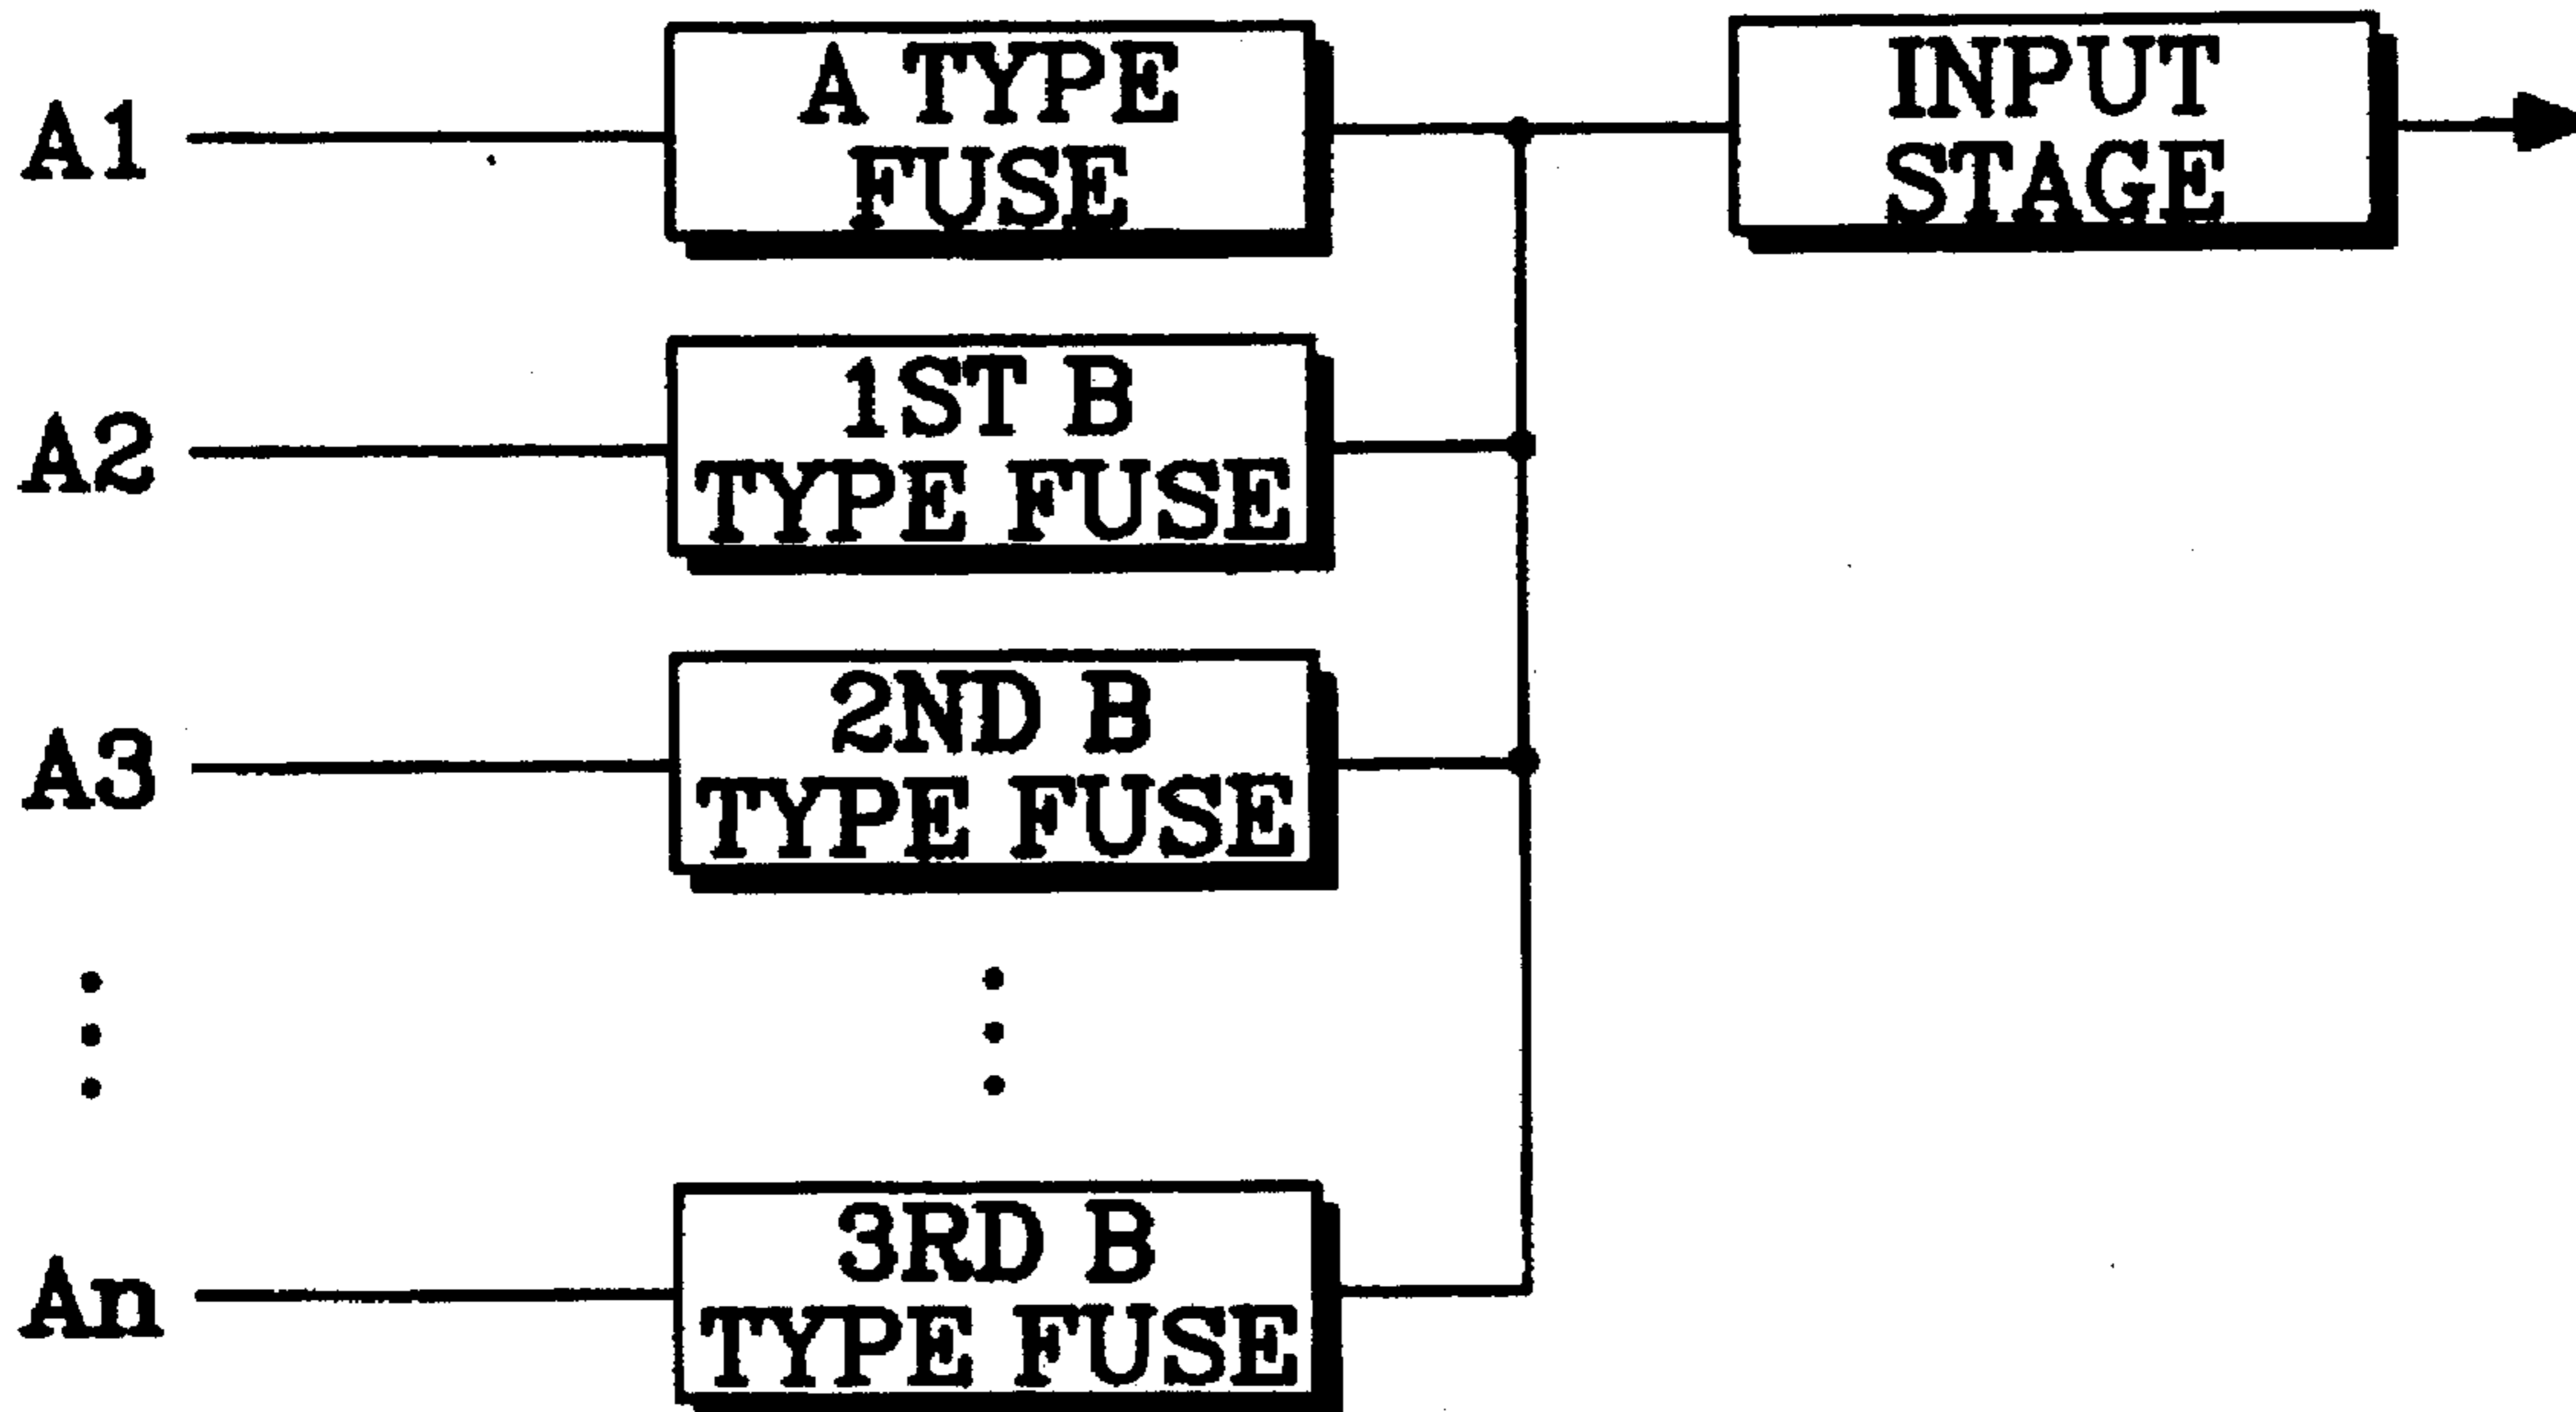 A1
A TYPE
FUSE
INPUT
STAGE
A2
1ST B
TYPE FUSE
A3
2ND B
TYPE FUSE
An
3RD B
TYPE FUSE